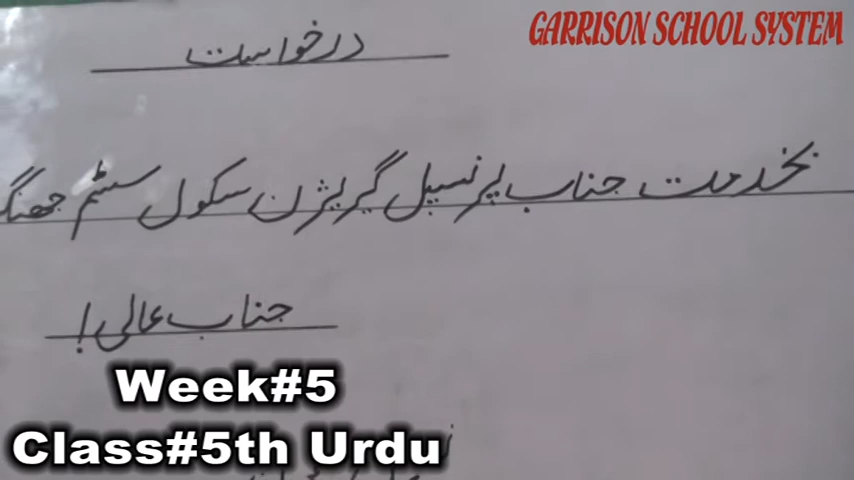 GARRISON SCHOOL SYSTEM
درخواست
بخدمت جناب پرنسپل گیریژن سکول سسٹم جھنگ
جناب عالی!
Week#5
Class#5th Urdu